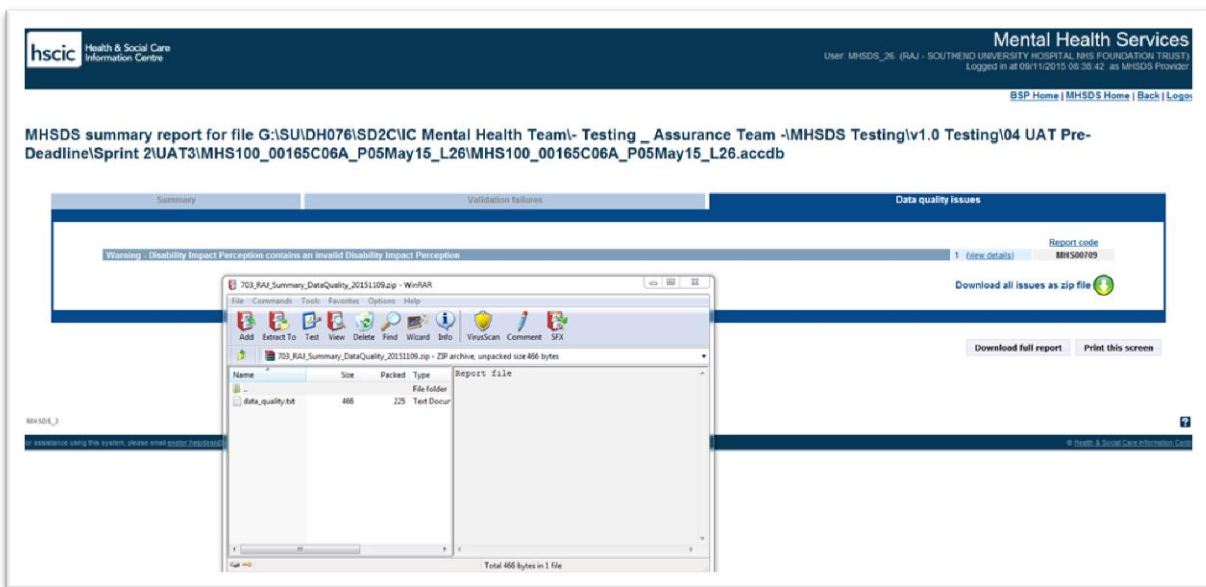 hscic Health & Social Care
Information Centre
Mental Health Services
User: MHSDS_26 (RAJ - SOUTHEND UNIVERSITY HOSPITAL NHS FOUNDATION TRUST)
Logged in at 09/11/2015 08:38:42 as MHSDS Provider
BSP Home | MHSDS Home | Back | Logou
MHSDS summary report for file G:\SU\DH076\SD2C\IC Mental Health Team\- Testing _ Assurance Team -\MHSDS Testing\v1.0 Testing\04 UAT Pre-
Deadline\Sprint 2\UAT3\MHS100_00165C06A_P05May15_L26\MHS100_00165C06A_P05May15_L26.accdb
Summary Validation failures Data quality issues
Report code
Warning - Disability Impact Perception contains an invalid Disability Impact Perception 1 (view details) MHS00709
Download all issues as zip file
703_RAJ_Summary_DataQuality_20151109.zip - WinRAR
File Commands Tools Favorites Options Help
Add Extract To Test View Delete Find Wizard Info VirusScan Comment SFX
703_RAJ_Summary_DataQuality_20151109.zip - ZIP archive, unpacked size 466 bytes
Name Size Packed Type Report file
.. File folder
data_quality.txt 466 225 Text Docur
Total 466 bytes in 1 file
Download full report Print this screen
MHSDS_3
or assistance using this system, please email
© Health & Social Care Information Cent